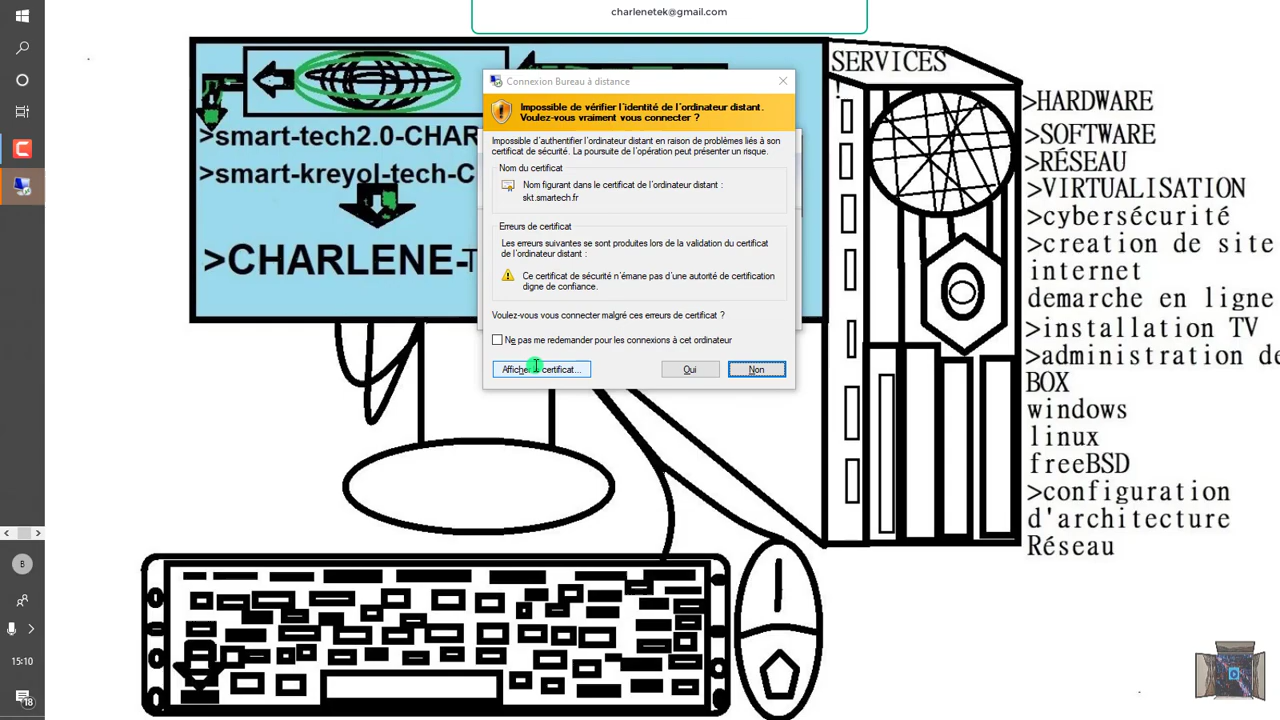 charlenetek@gmail.com
SERVICES
>HARDWARE
>SOFTWARE
>RÉSEAU
>VIRTUALISATION
>cybersécurité
>creation de site
internet
demarche en ligne
>installation TV
>administration de
BOX
windows
linux
freeBSD
>configuration
d'architecture
Réseau
>smart-tech2.0-CHAR
>smart-kreyol-tech-C
>CHARLENE-T
Connexion Bureau à distance
Impossible de vérifier l'identité de l'ordinateur distant.
Voulez-vous vraiment vous connecter ?
Impossible d'authentifier l'ordinateur distant en raison de problèmes liés à son
certificat de sécurité. La poursuite de l'opération peut présenter un risque.
Nom du certificat
Nom figurant dans le certificat de l'ordinateur distant :
skt.smartech.fr
Erreurs de certificat
Les erreurs suivantes se sont produites lors de la validation du certificat
de l'ordinateur distant :
Ce certificat de sécurité n'émane pas d'une autorité de certification
digne de confiance.
Voulez-vous vous connecter malgré ces erreurs de certificat ?
Ne pas me redemander pour les connexions à cet ordinateur
Afficher certificat...
Oui
Non
B
15:10
18